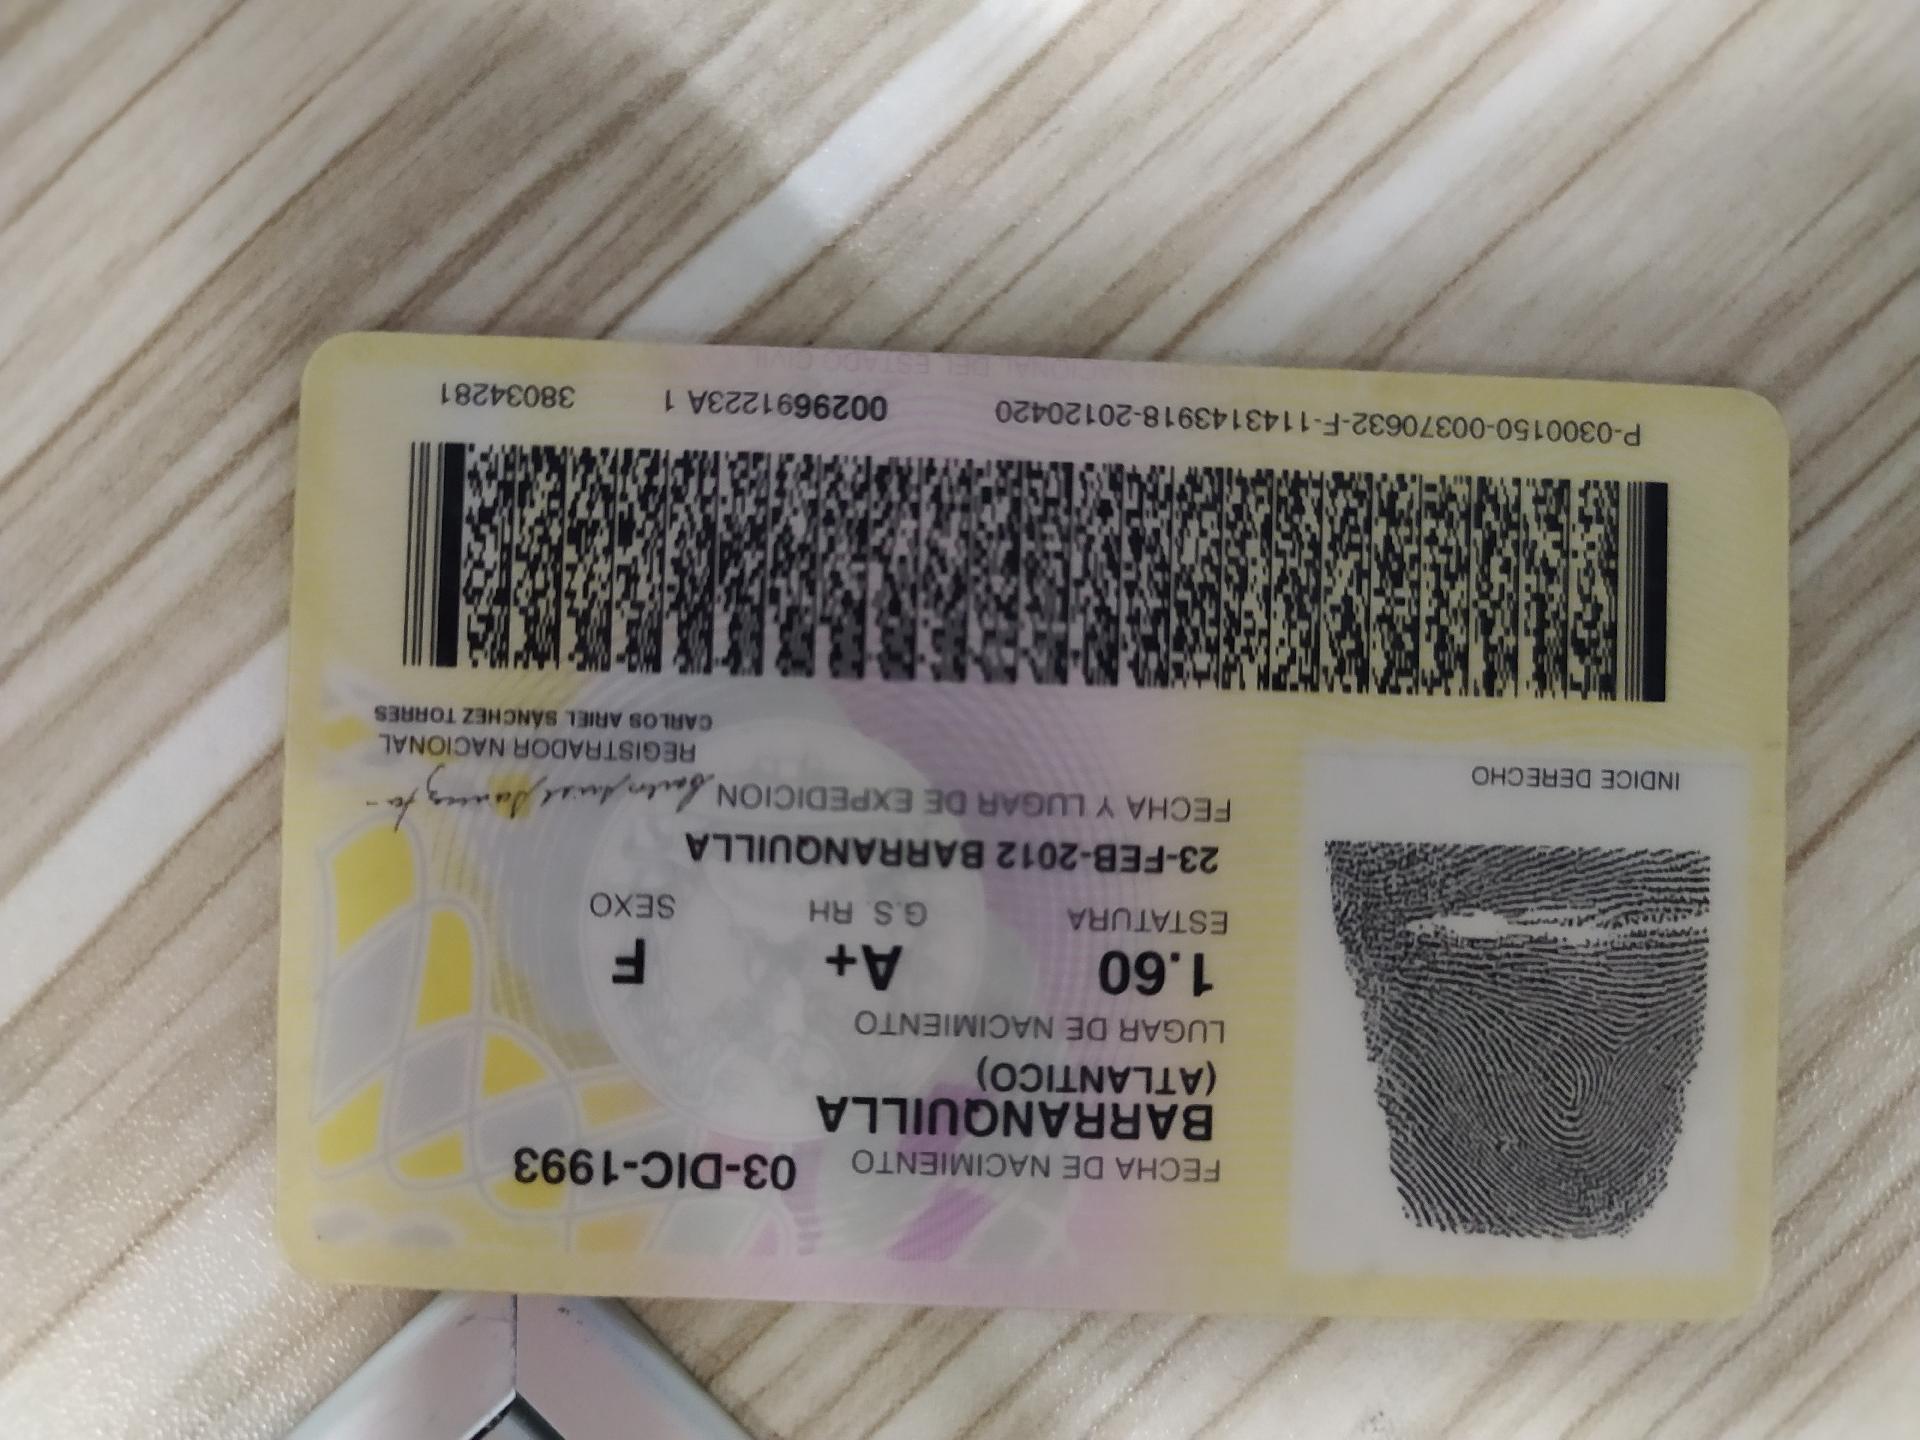 FECHA DE NACIMIENTO 03-DIC-1993
BARRANQUILLA
(ATLANTICO)
LUGAR DE NACIMIENTO
1.60 A+ F
ESTATURA G.S. RH SEXO
23-FEB-2012 BARRANQUILLA
FECHA Y LUGAR DE EXPEDICION
INDICE DERECHO
REGISTRADOR NACIONAL
CARLOS ARIEL SANCHEZ TORRES
P-0300150-00370632-F-1143143918-20120420 0029691223A 1 38034281
NACIONAL DEL ESTADO CIVIL